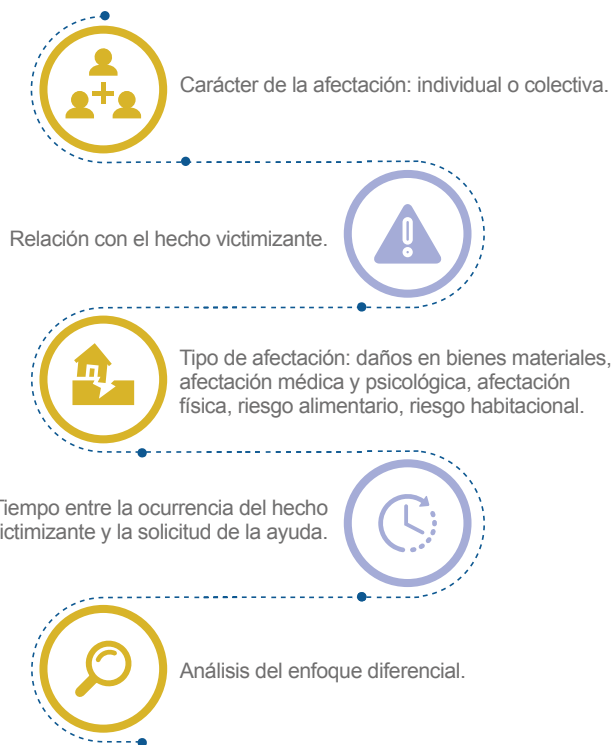 Carácter de la afectación: individual o colectiva.
Relación con el hecho victimizante.
Tipo de afectación: daños en bienes materiales,
afectación médica y psicológica, afectación
física, riesgo alimentario, riesgo habitacional.
Tiempo entre la ocurrencia del hecho
victimizante y la solicitud de la ayuda.
Análisis del enfoque diferencial.